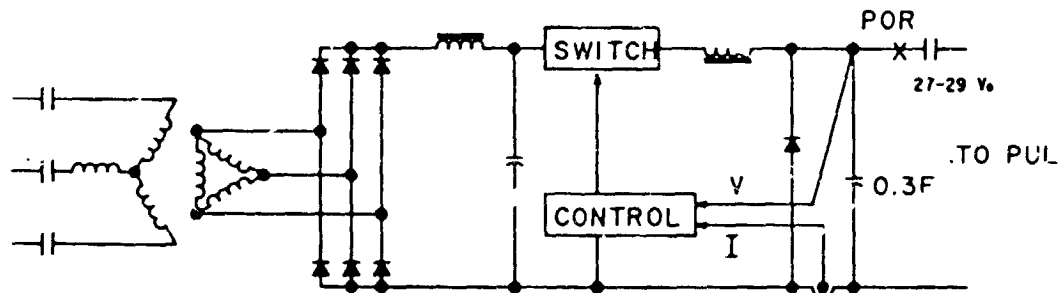 POR
SWITCH
27-29 V.
.TO PUL
V
0.3F
CONTROL
I